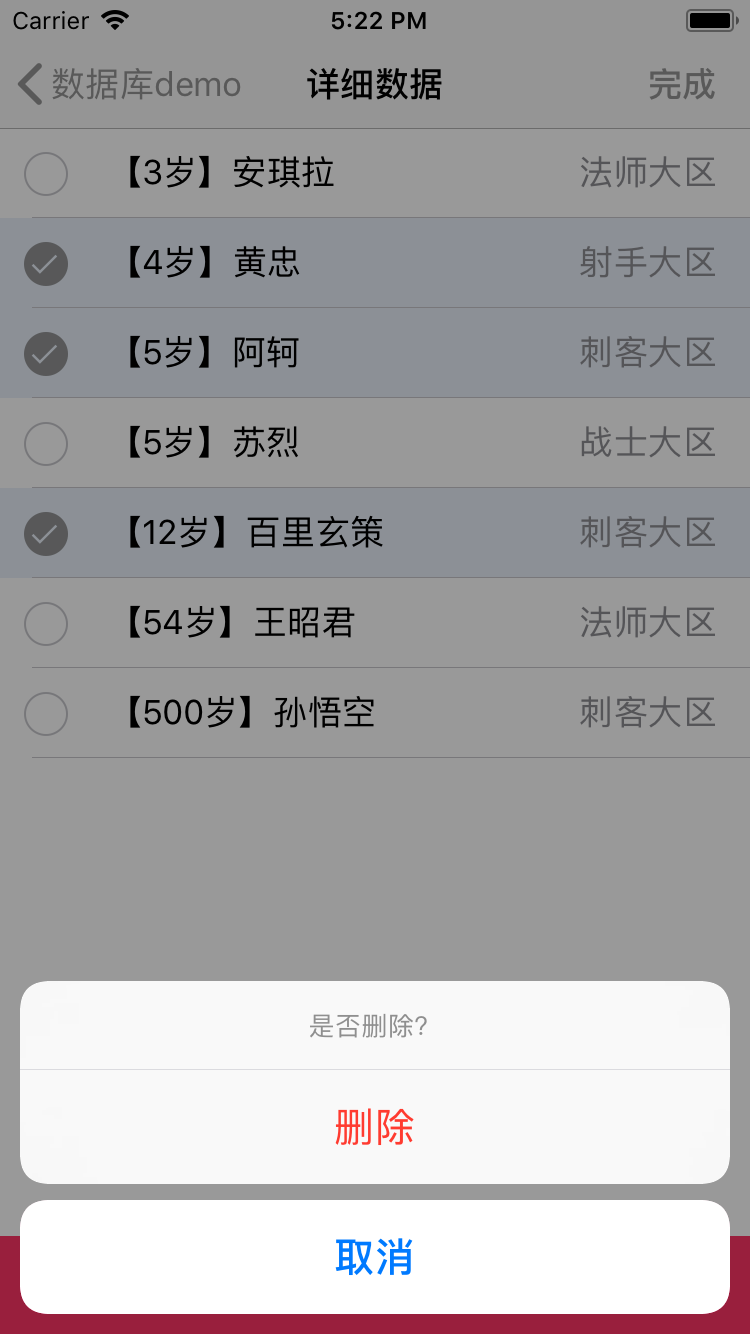 Carrier 5:22 PM
数据库demo 详细数据 完成
【3岁】安琪拉 法师大区
【4岁】黄忠 射手大区
【5岁】阿轲 刺客大区
【5岁】苏烈 战士大区
【12岁】百里玄策 刺客大区
【54岁】王昭君 法师大区
【500岁】孙悟空 刺客大区
是否删除?
删除
取消